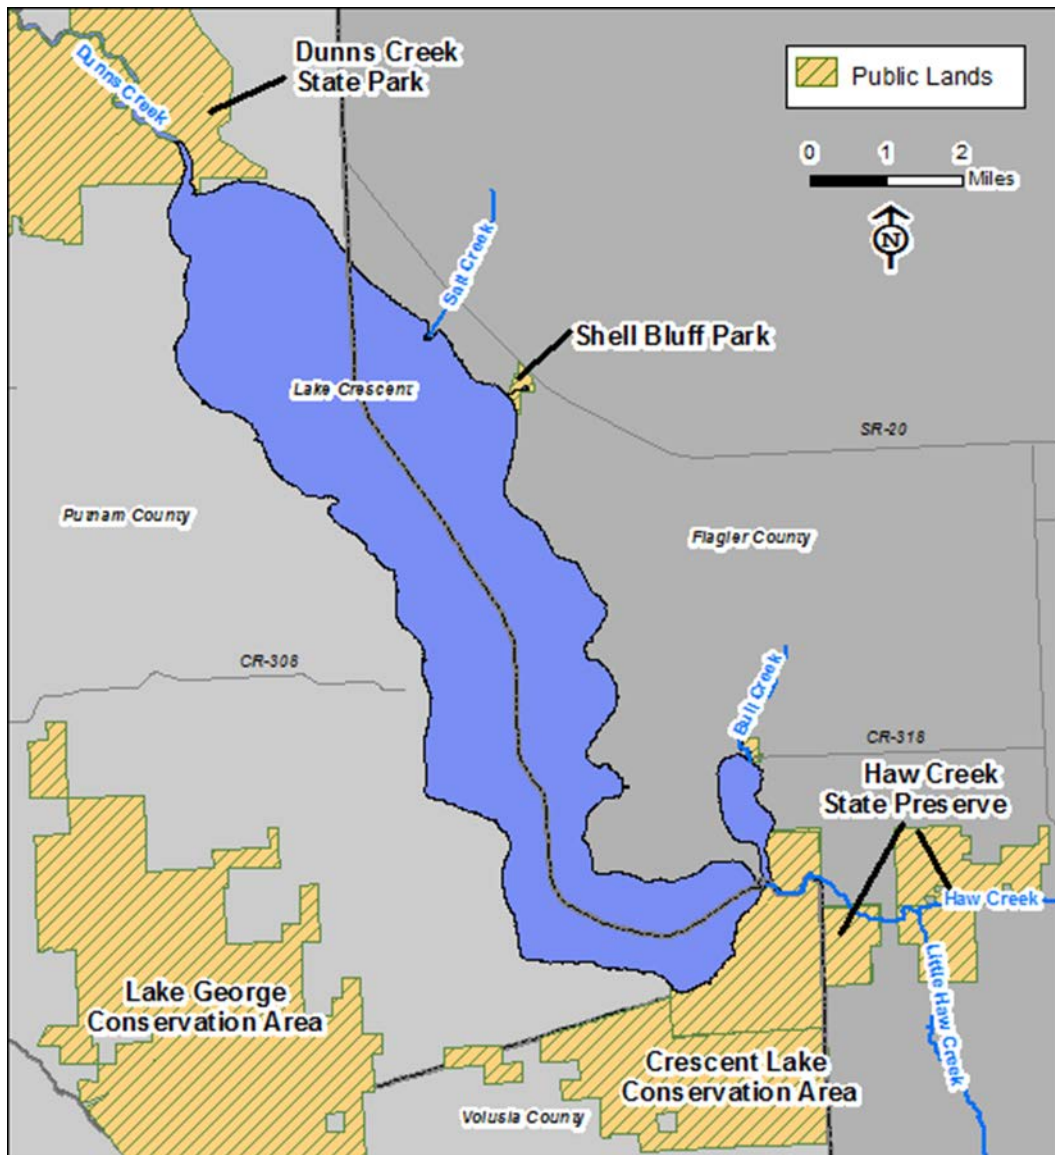 Dunns Creek
State Park
Dunns Creek
Public Lands
0 1 2
Miles
N
Salt Creek
Shell Bluff Park
Lake Crescent
SR-20
Putnam County
Flagler County
CR-308
Bull Creek
CR-318
Haw Creek
State Preserve
Haw Creek
Little Haw Creek
Lake George
Conservation Area
Crescent Lake
Conservation Area
Volusia County